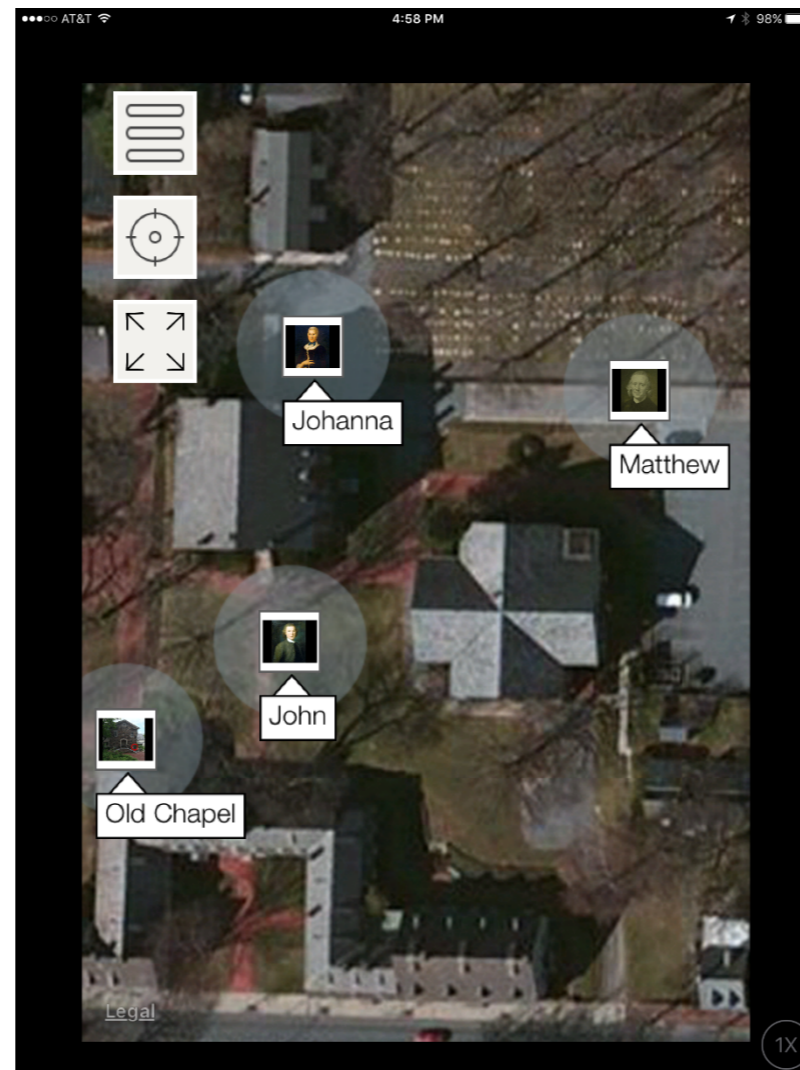 AT&T
4:58 PM
98%
Johanna
Matthew
John
Old Chapel
Legal
1X